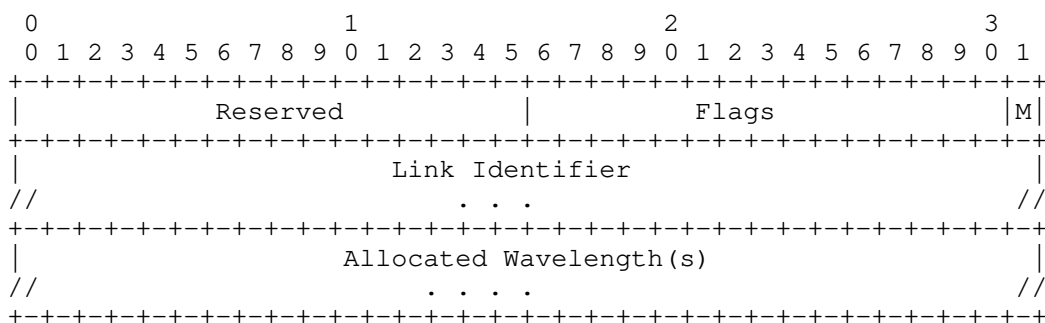 0                   1                   2                   3
 0 1 2 3 4 5 6 7 8 9 0 1 2 3 4 5 6 7 8 9 0 1 2 3 4 5 6 7 8 9 0 1
+-+-+-+-+-+-+-+-+-+-+-+-+-+-+-+-+-+-+-+-+-+-+-+-+-+-+-+-+-+-+-+-+
|            Reserved           |          Flags              |M|
+-+-+-+-+-+-+-+-+-+-+-+-+-+-+-+-+-+-+-+-+-+-+-+-+-+-+-+-+-+-+-+-+
|                       Link Identifier                         |
//                          . . .                              //
+-+-+-+-+-+-+-+-+-+-+-+-+-+-+-+-+-+-+-+-+-+-+-+-+-+-+-+-+-+-+-+-+
|                    Allocated Wavelength(s)                    |
//                        . . . .                              //
+-+-+-+-+-+-+-+-+-+-+-+-+-+-+-+-+-+-+-+-+-+-+-+-+-+-+-+-+-+-+-+-+